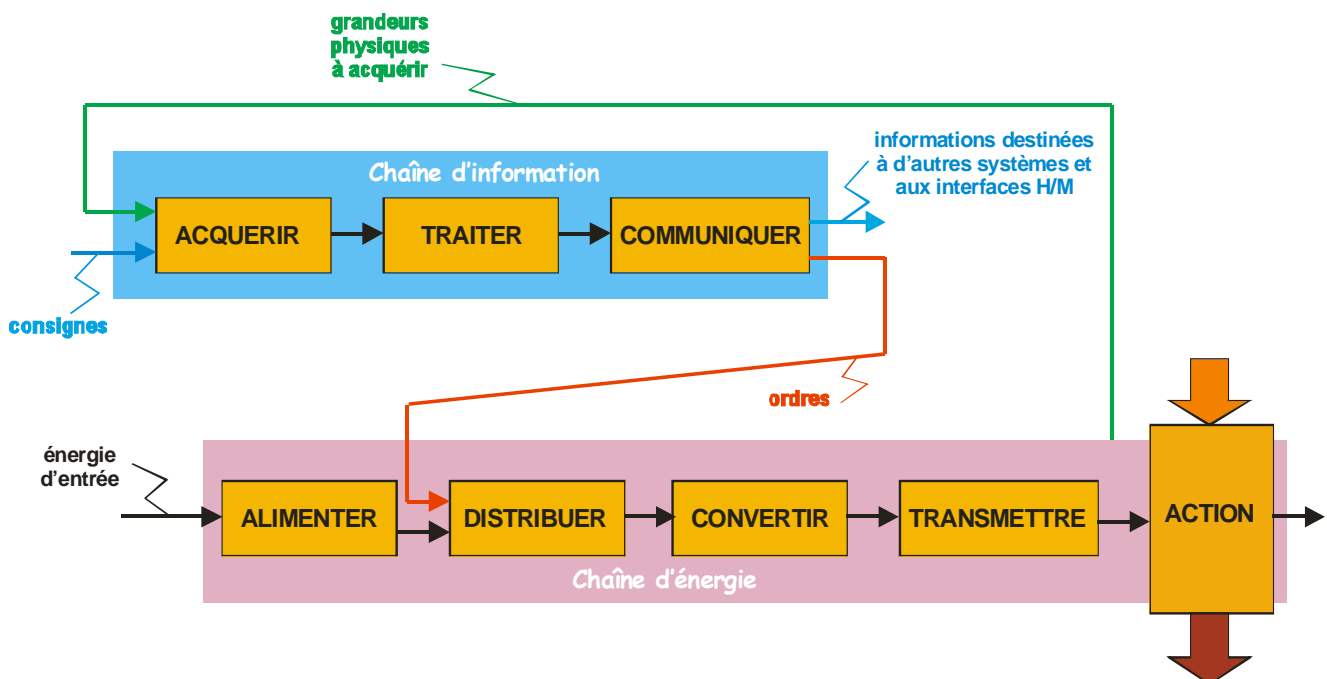 grandeurs
physiques
à acquérir
informations destinées
à d'autres systèmes et
aux interfaces H/M
Chaîne d'information
ACQUERIR
TRAITER
COMMUNIQUER
consignes
ordres
énergie
d'entrée
ALIMENTER
DISTRIBUER
CONVERTIR
TRANSMETTRE
ACTION
Chaîne d'énergie